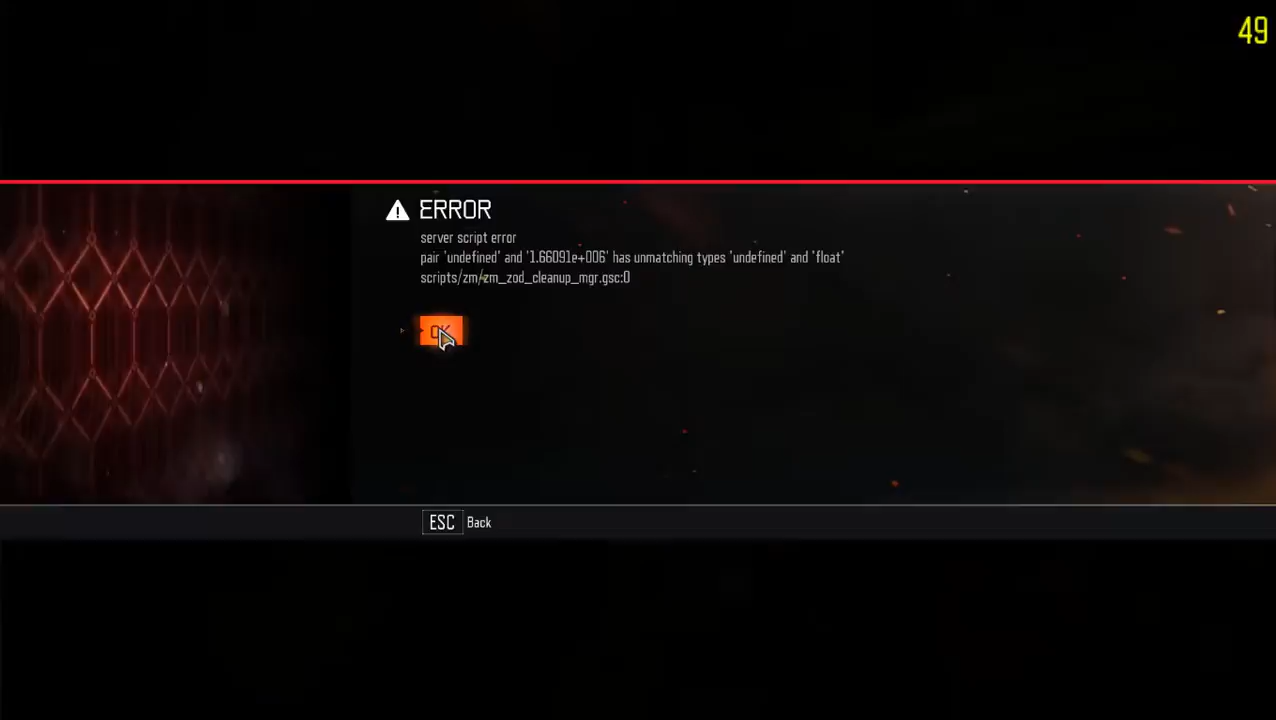 49
ERROR
server script error
pair 'undefined' and '1.66091e+006' has unmatching types 'undefined' and 'float'
scripts/zm/zm_zod_cleanup_mgr.gsc:0
OK
ESC Back